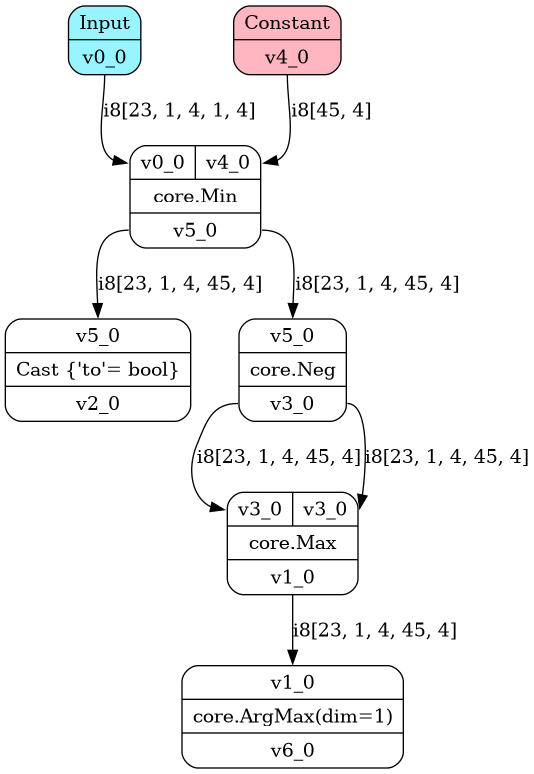 Input
v0_0
Constant
v4_0
i8[23, 1, 4, 1, 4]
i8[45, 4]
v0_0 v4_0
core.Min
v5_0
i8[23, 1, 4, 45, 4]
i8[23, 1, 4, 45, 4]
v5_0
Cast {'to'= bool}
v2_0
v5_0
core.Neg
v3_0
i8[23, 1, 4, 45, 4]
i8[23, 1, 4, 45, 4]
v3_0 v3_0
core.Max
v1_0
i8[23, 1, 4, 45, 4]
v1_0
core.ArgMax(dim=1)
v6_0